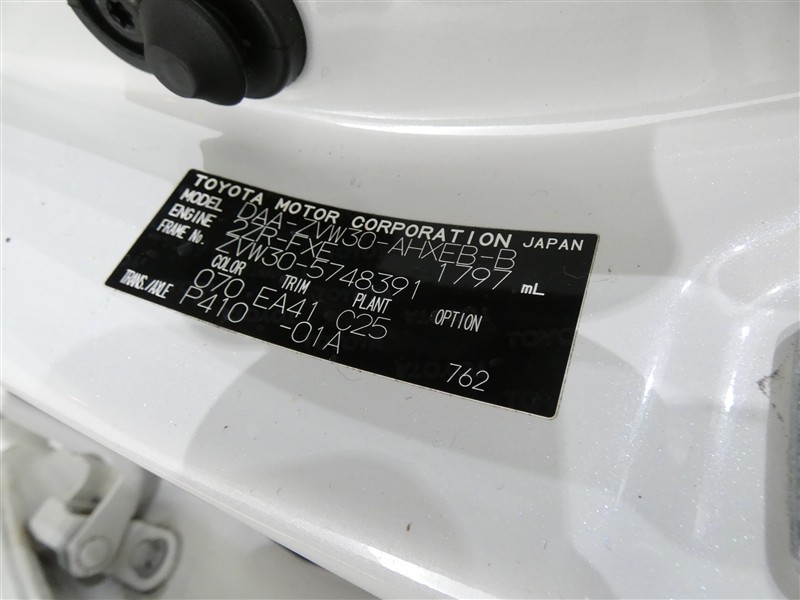 TOYOTA MOTOR CORPORATION JAPAN
MODEL DAA-ZVW30-AHXEB-B
ENGINE 2ZR-FXE 1797 mL
FRAME No. ZVW30-5748391
COLOR TRIM PLANT OPTION
070 EA41 C25
TRANS./AXLE P410 -01A
762